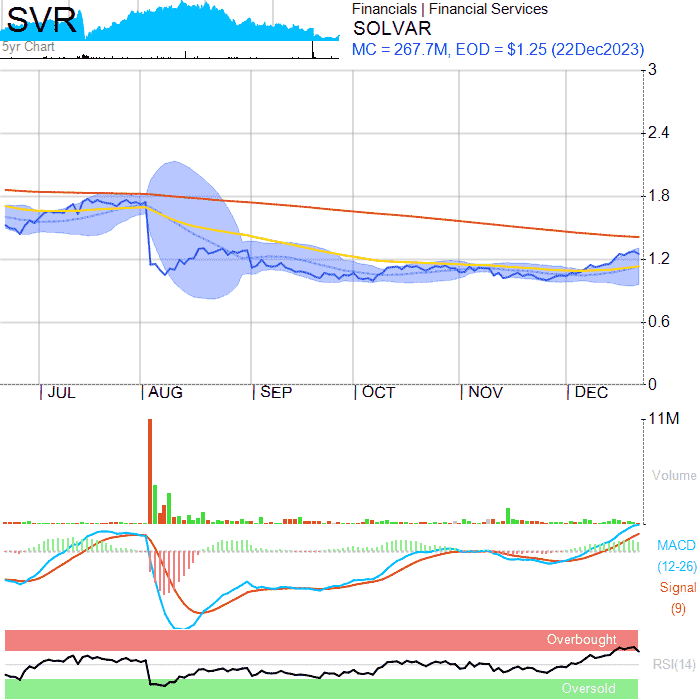 SVR
5yr Chart
Financials | Financial Services
SOLVAR
MC = 267.7M, EOD = $1.25 (22Dec2023)
3
2.4
1.8
1.2
0.6
0
JUL AUG SEP OCT NOV DEC
11M
Volume
MACD
(12-26)
Signal
(9)
Overbought
RSI(14)
Oversold